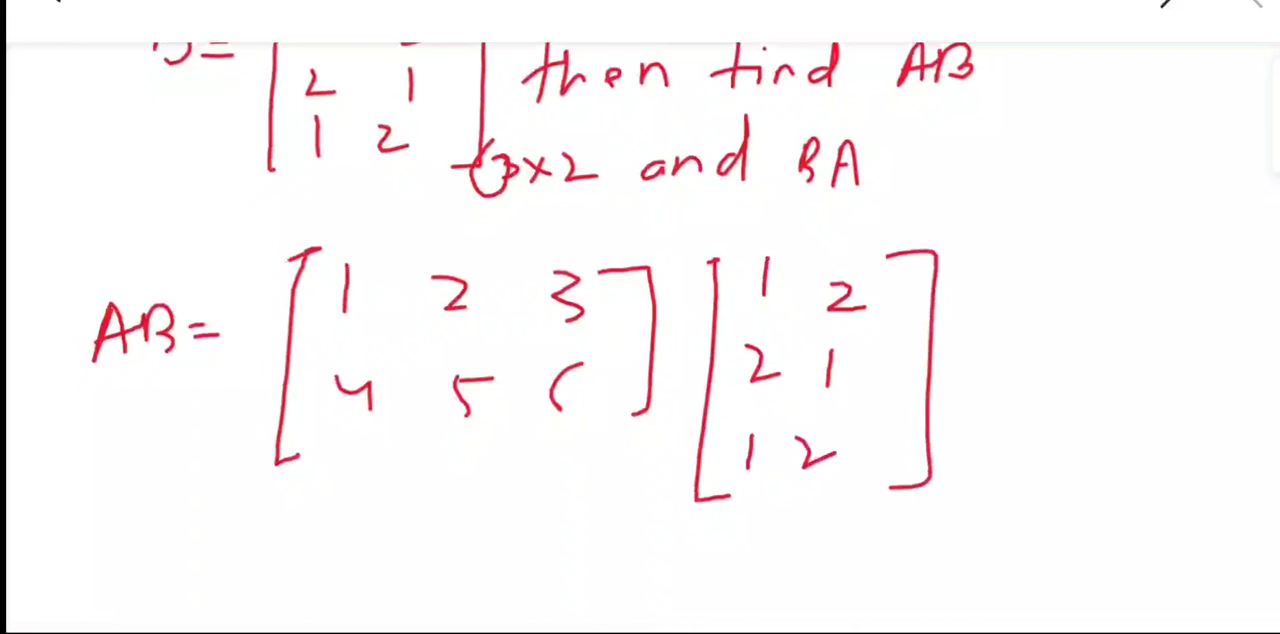 B =
2 1 then find AB
1 2 3×2 and BA
AB = [ 1 2 3 ] [ 1 2 ]
4 5 6 2 1
1 2